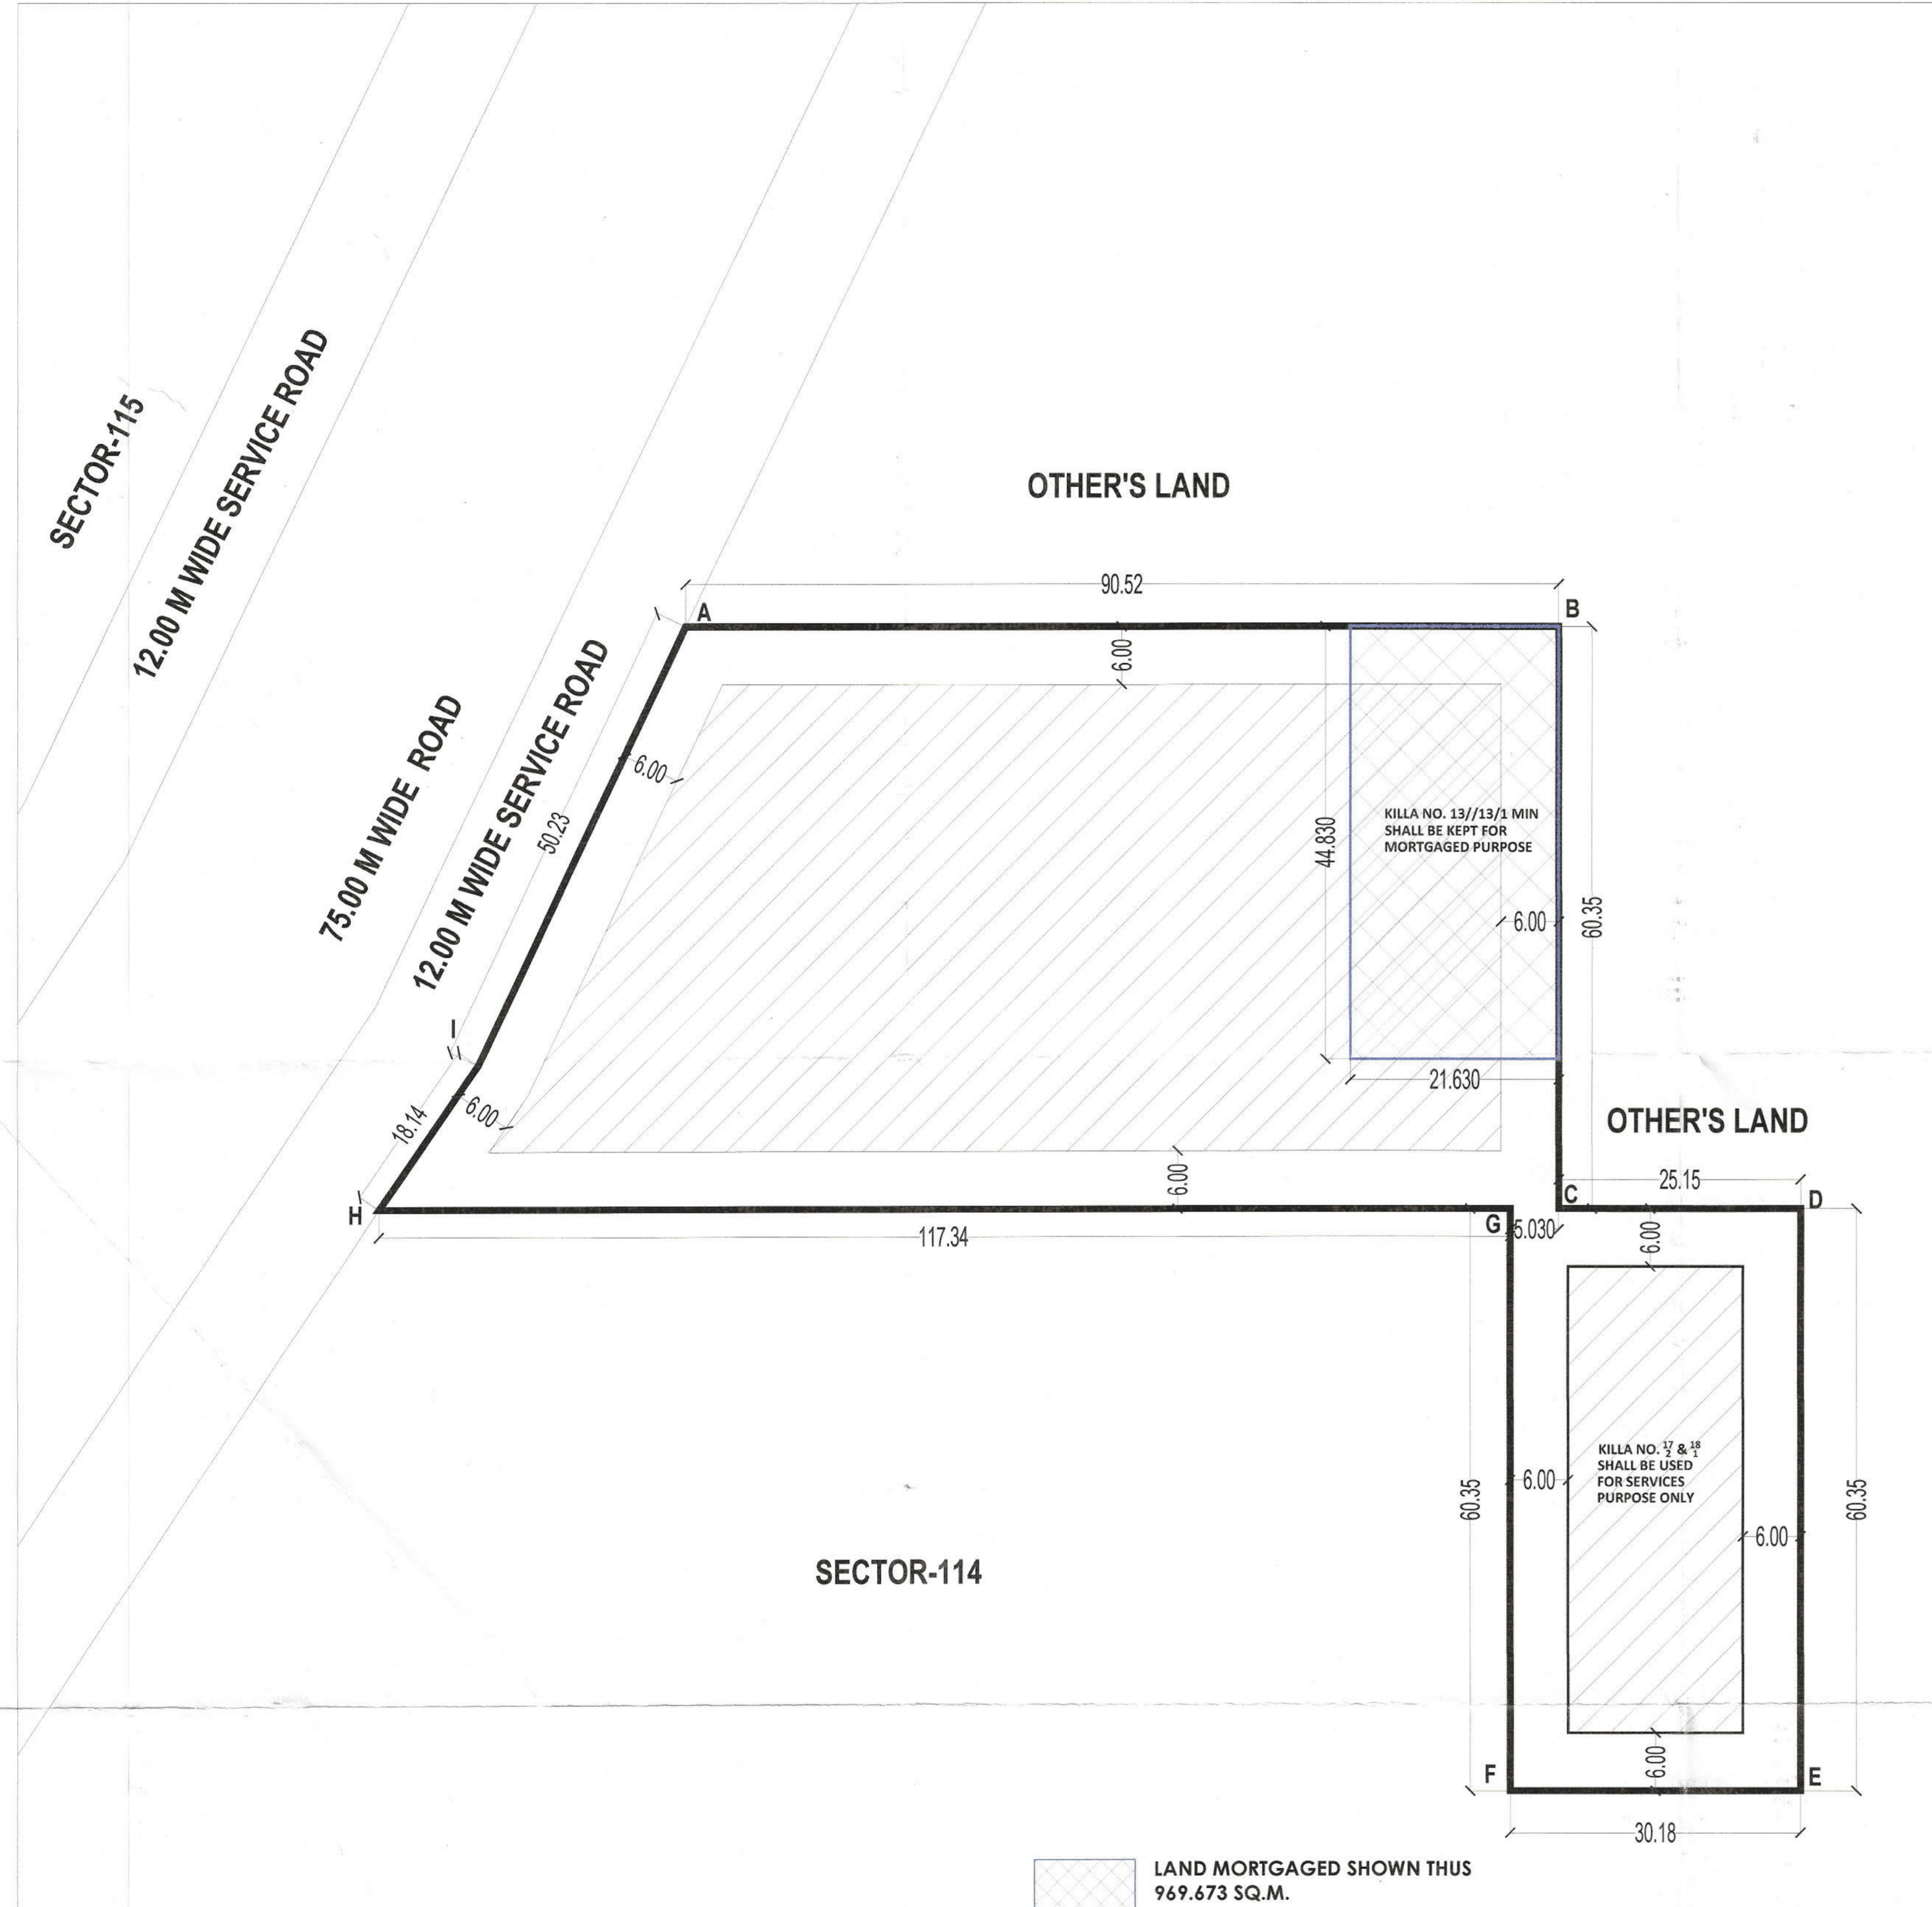 SECTOR-115
12.00 M WIDE SERVICE ROAD
75.00 M WIDE ROAD
12.00 M WIDE SERVICE ROAD
OTHER'S LAND
90.52
A
B
6.00
6.00
50.23
44.830
KILLA NO. 13//13/1 MIN
SHALL BE KEPT FOR
MORTGAGED PURPOSE
6.00
60.35
I
21.630
18.14
6.00
OTHER'S LAND
6.00
25.15
C
D
H
G
5.030
117.34
6.00
60.35
6.00
KILLA NO. 17/2 & 18/1
SHALL BE USED
FOR SERVICES
PURPOSE ONLY
6.00
60.35
SECTOR-114
6.00
F
E
30.18
LAND MORTGAGED SHOWN THUS
969.673 SQ.M.